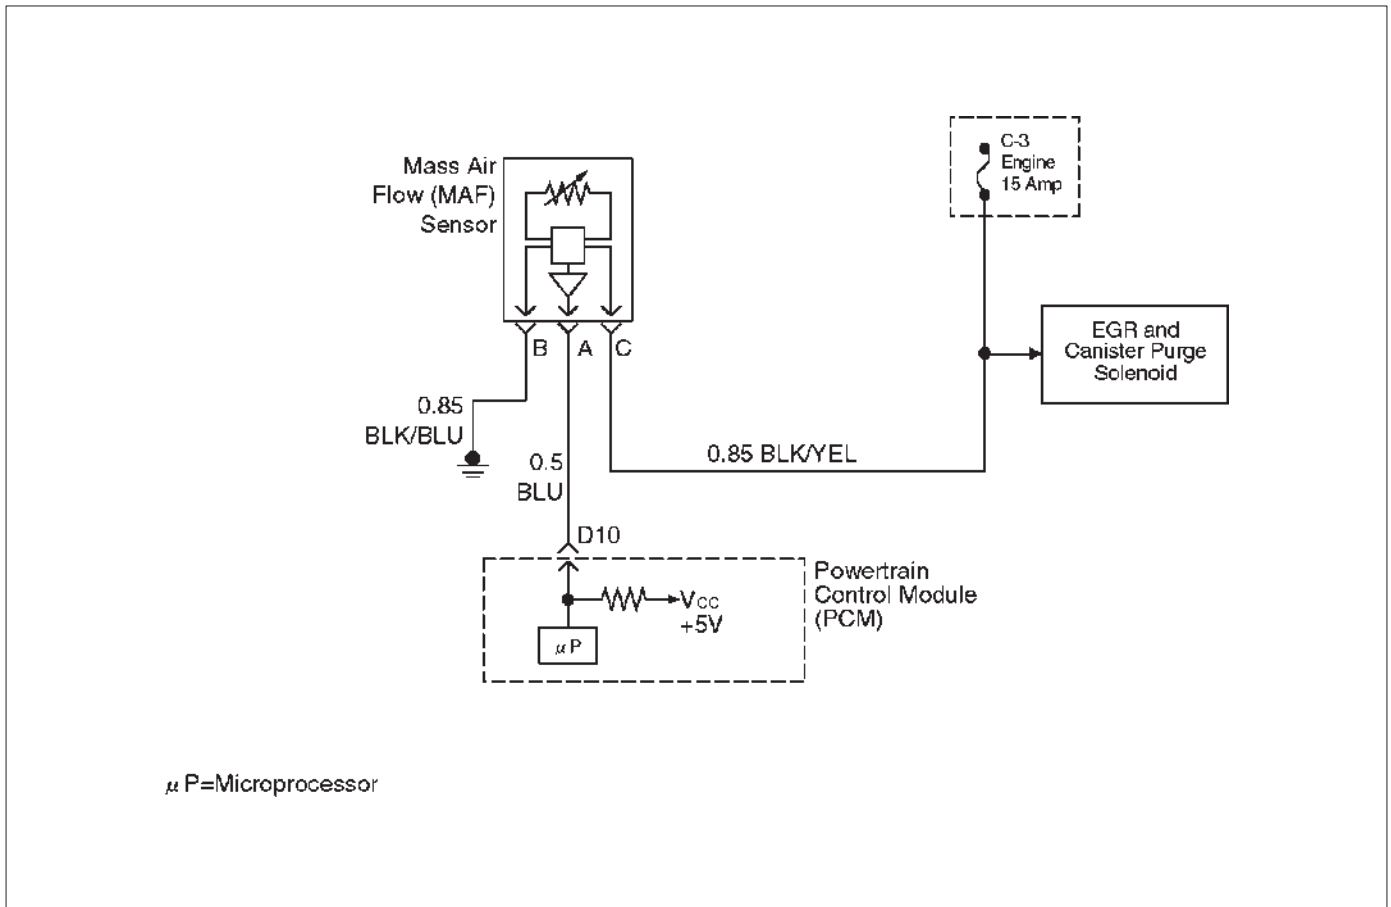 Mass Air
Flow (MAF)
Sensor
C-3
Engine
15 Amp
EGR and
Canister Purge
Solenoid
B
A
C
0.85
BLK/BLU
0.5
BLU
0.85 BLK/YEL
D10
Powertrain
Control Module
(PCM)
VCC
+5V
μP
μP=Microprocessor